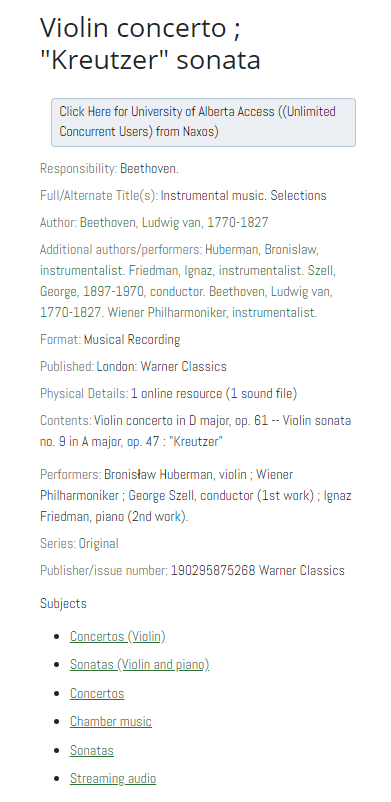 Violin concerto ;
"Kreutzer" sonata
Click Here for University of Alberta Access ((Unlimited
Concurrent Users) from Naxos)
Responsibility: Beethoven.
Full/Alternate Title(s): Instrumental music. Selections
Author: Beethoven, Ludwig van, 1770-1827
Additional authors/performers: Huberman, Bronislaw,
instrumentalist. Friedman, Ignaz, instrumentalist. Szell,
George, 1897-1970, conductor. Beethoven, Ludwig van,
1770-1827. Wiener Philharmoniker, instrumentalist.
Format: Musical Recording
Published: London: Warner Classics
Physical Details: 1 online resource (1 sound file)
Contents: Violin concerto in D major, op. 61 -- Violin sonata
no. 9 in A major, op. 47 : "Kreutzer"
Performers: Bronisław Huberman, violin ; Wiener
Philharmoniker ; George Szell, conductor (1st work) ; Ignaz
Friedman, piano (2nd work).
Series: Original
Publisher/issue number: 190295875268 Warner Classics
Subjects
• Concertos (Violin)
• Sonatas (Violin and piano)
• Concertos
• Chamber music
• Sonatas
• Streaming audio